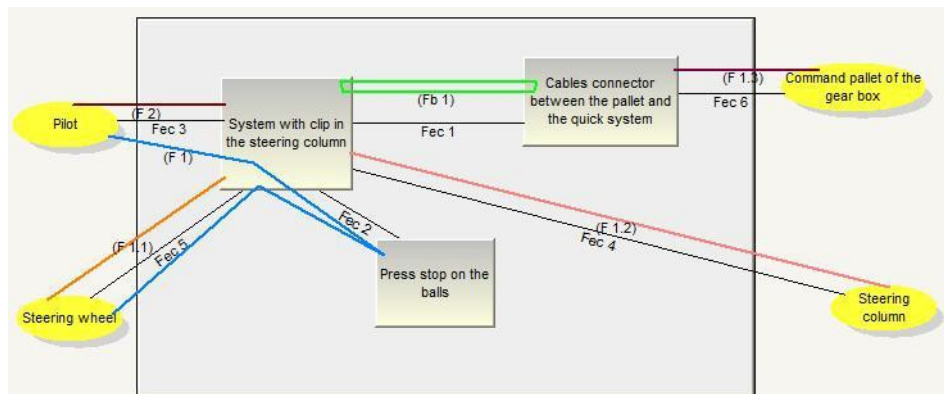 (F 1.3)
Command pallet of the
gear box
Fec 6
Cables connector
between the pallet and
the quick system
(Fb 1)
Fec 1
(F 2)
Pilot
Fec 3
System with clip in
the steering column
(F 1)
Fec 2
(F 1.1)
Fec 5
(F 1.2)
Fec 4
Press stop on the
balls
Steering wheel
Steering
column